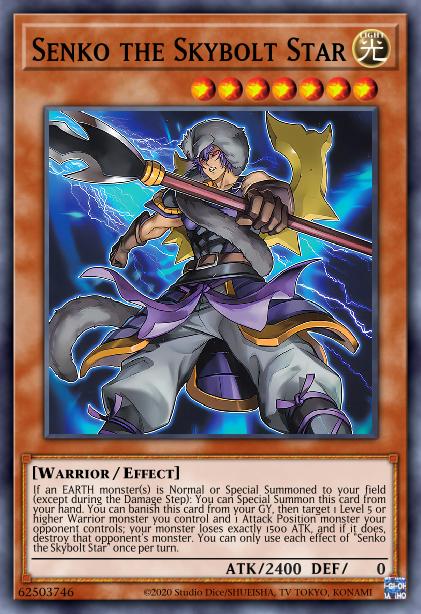 SENKO THE SKYBOLT STAR
LIGHT
光
[WARRIOR / EFFECT]
If an EARTH monster(s) is Normal or Special Summoned to your field
(except during the Damage Step): You can Special Summon this card from
your hand. You can banish this card from your GY, then target 1 Level 5 or
higher Warrior monster you control and 1 Attack Position monster your
opponent controls; your monster loses exactly 1500 ATK, and if it does,
destroy that opponent's monster. You can only use each effect of "Senko
the Skybolt Star" once per turn.
ATK/2400 DEF/ 0
62503746
©2020 Studio Dice/SHUEISHA, TV TOKYO, KONAMI